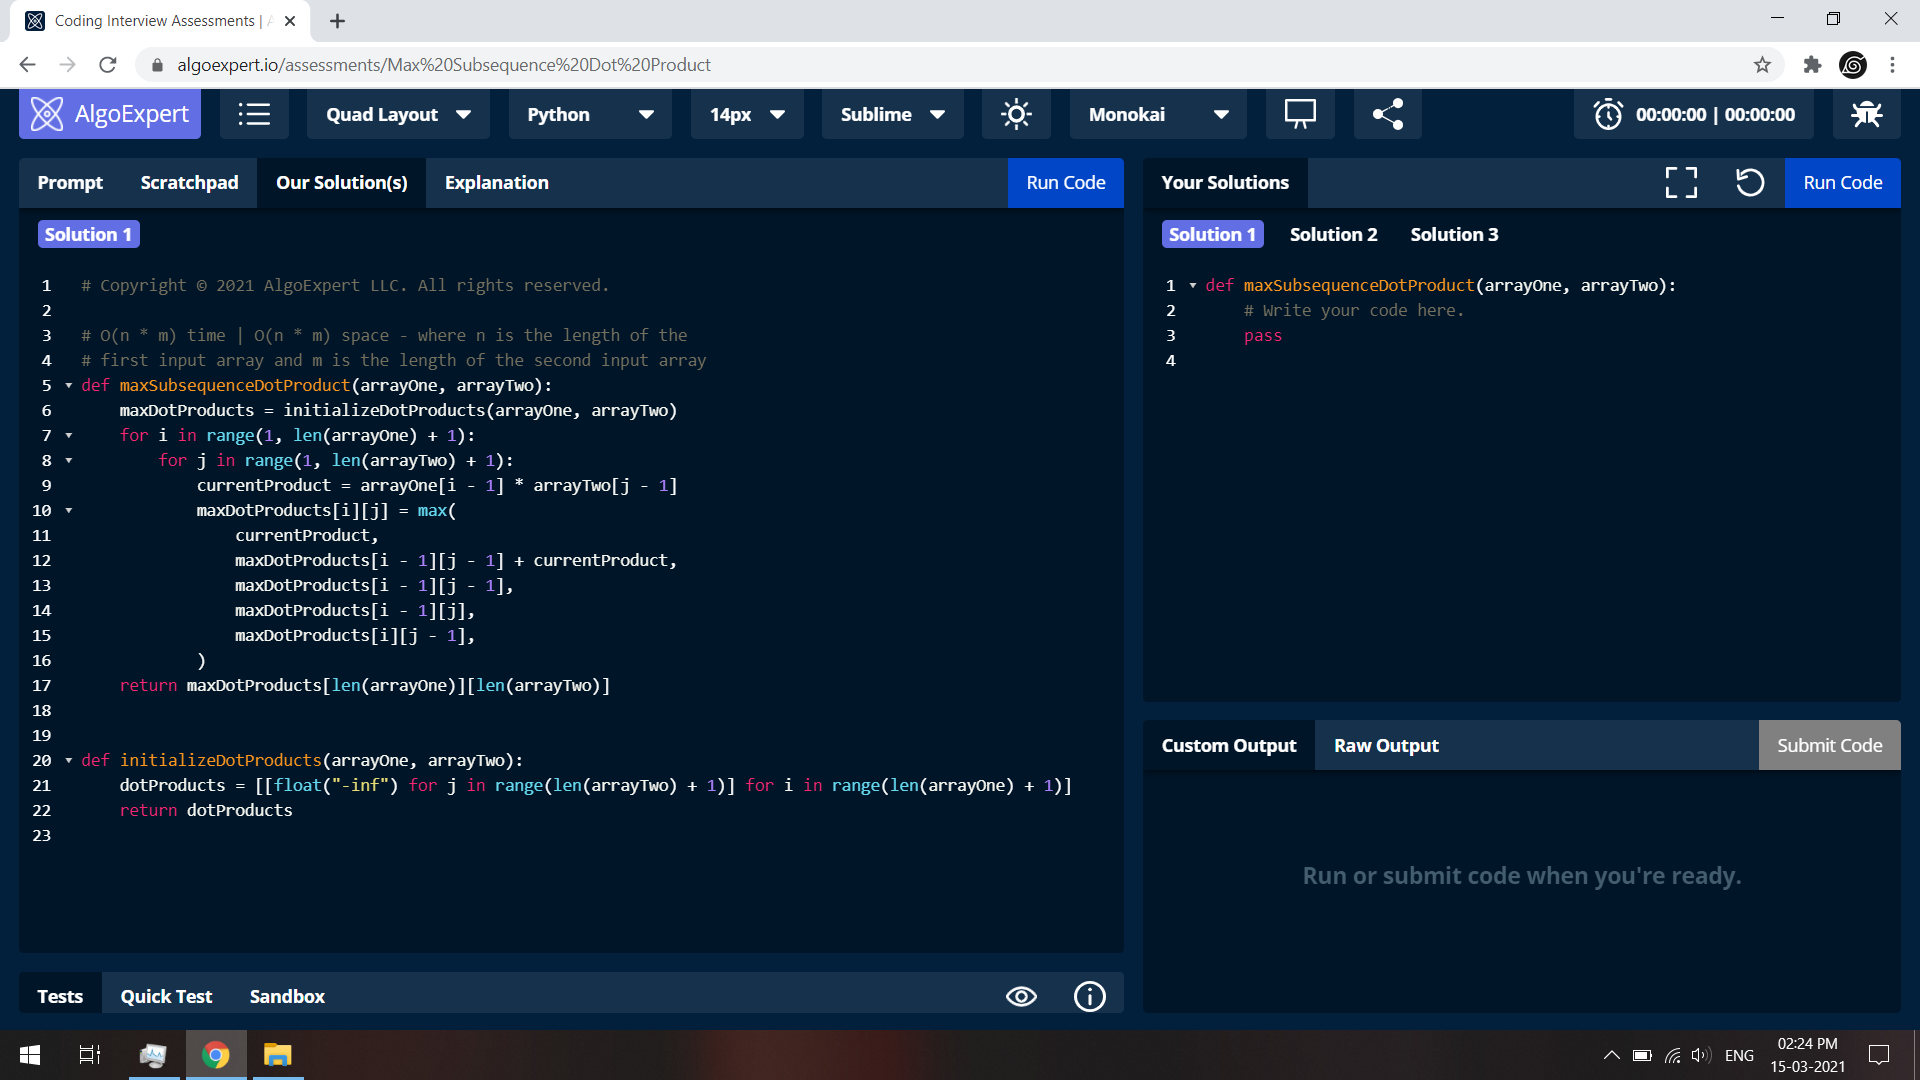 Coding Interview Assessments |
algoexpert.io/assessments/Max%20Subsequence%20Dot%20Product
AlgoExpert
Quad Layout
Python
14px
Sublime
Monokai
00:00:00 | 00:00:00
Prompt
Scratchpad
Our Solution(s)
Explanation
Run Code
Solution 1
1 # Copyright © 2021 AlgoExpert LLC. All rights reserved.
2
3 # O(n * m) time | O(n * m) space - where n is the length of the
4 # first input array and m is the length of the second input array
5 def maxSubsequenceDotProduct(arrayOne, arrayTwo):
6     maxDotProducts = initializeDotProducts(arrayOne, arrayTwo)
7     for i in range(1, len(arrayOne) + 1):
8         for j in range(1, len(arrayTwo) + 1):
9             currentProduct = arrayOne[i - 1] * arrayTwo[j - 1]
10             maxDotProducts[i][j] = max(
11                 currentProduct,
12                 maxDotProducts[i - 1][j - 1] + currentProduct,
13                 maxDotProducts[i - 1][j - 1],
14                 maxDotProducts[i - 1][j],
15                 maxDotProducts[i][j - 1],
16             )
17     return maxDotProducts[len(arrayOne)][len(arrayTwo)]
18
19
20 def initializeDotProducts(arrayOne, arrayTwo):
21     dotProducts = [[float("-inf") for j in range(len(arrayTwo) + 1)] for i in range(len(arrayOne) + 1)]
22     return dotProducts
23
Tests
Quick Test
Sandbox
Your Solutions
Run Code
Solution 1
Solution 2
Solution 3
1 def maxSubsequenceDotProduct(arrayOne, arrayTwo):
2     # Write your code here.
3     pass
4
Custom Output
Raw Output
Submit Code
Run or submit code when you're ready.
ENG
02:24 PM
15-03-2021